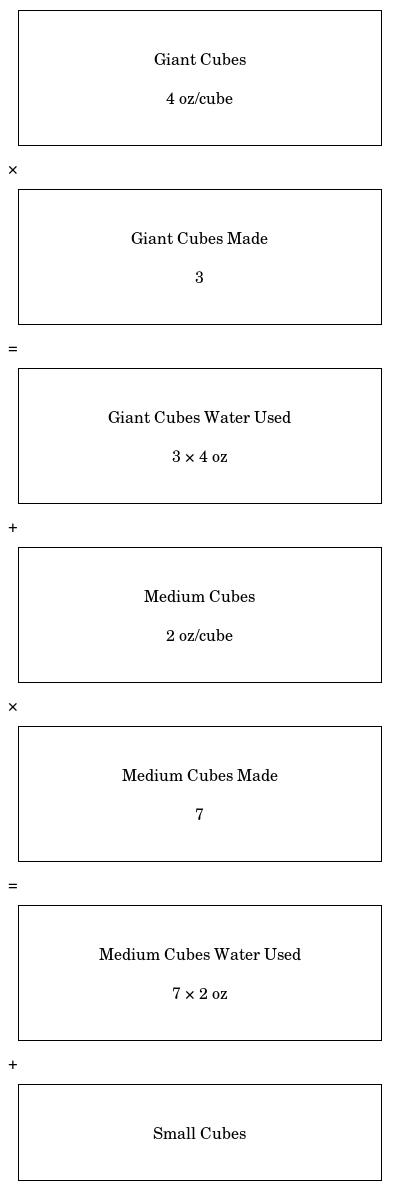 Giant Cubes
4 oz/cube
×
Giant Cubes Made
3
=
Giant Cubes Water Used
3 × 4 oz
+
Medium Cubes
2 oz/cube
×
Medium Cubes Made
7
=
Medium Cubes Water Used
7 × 2 oz
+
Small Cubes